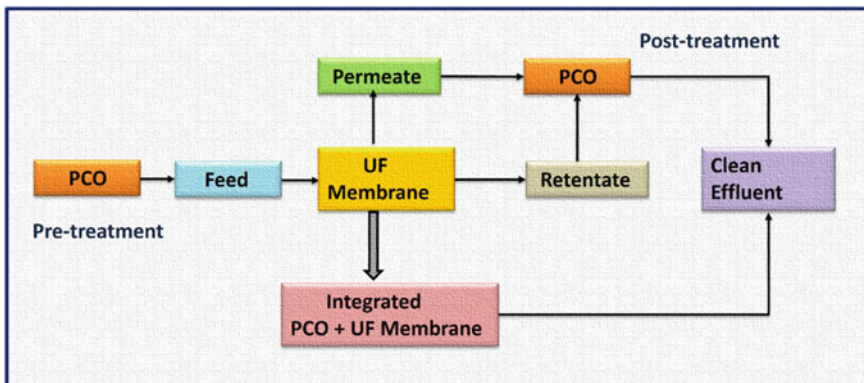 Post-treatment
Permeate
PCO
PCO
Feed
UF
Membrane
Retentate
Clean
Effluent
Pre-treatment
Integrated
PCO + UF Membrane